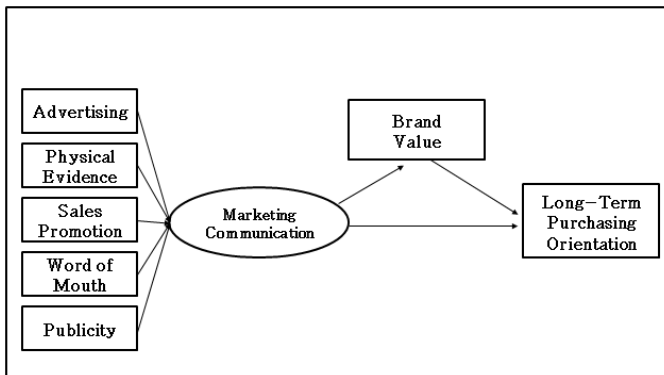 Advertising
Physical
Evidence
Sales
Promotion
Word of
Mouth
Publicity
Marketing
Communication
Brand
Value
Long-Term
Purchasing
Orientation